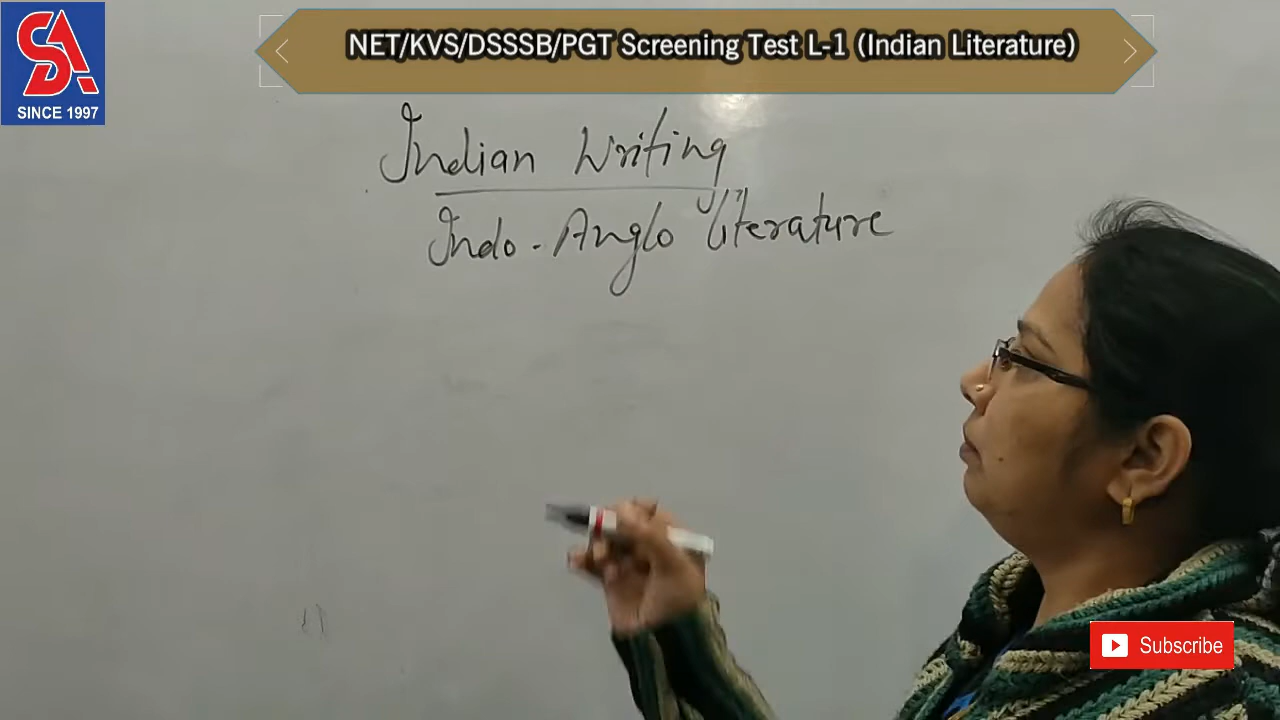 NET/KVS/DSSSB/PGT Screening Test L-1 (Indian Literature)
SA
SINCE 1997
Indian Writing
Indo-Anglo Literature
Subscribe